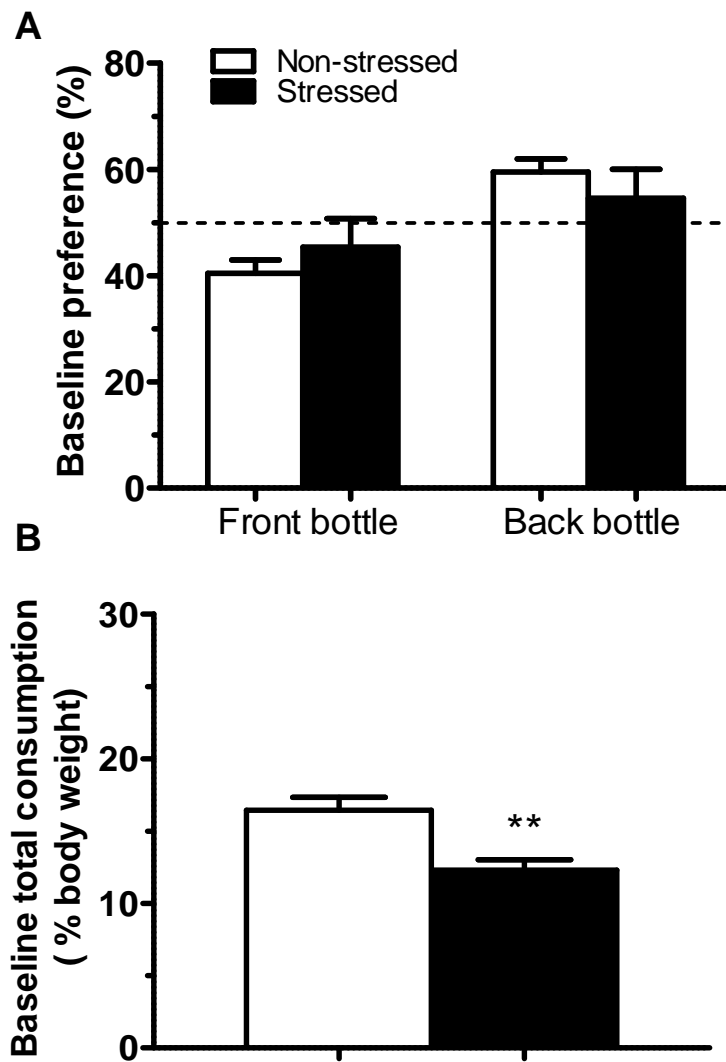 A
Baseline preference (%)
80
60
40
20
0
Non-stressed
Stressed
Front bottle Back bottle
B
Baseline total consumption
( % body weight)
30
20
10
0
**